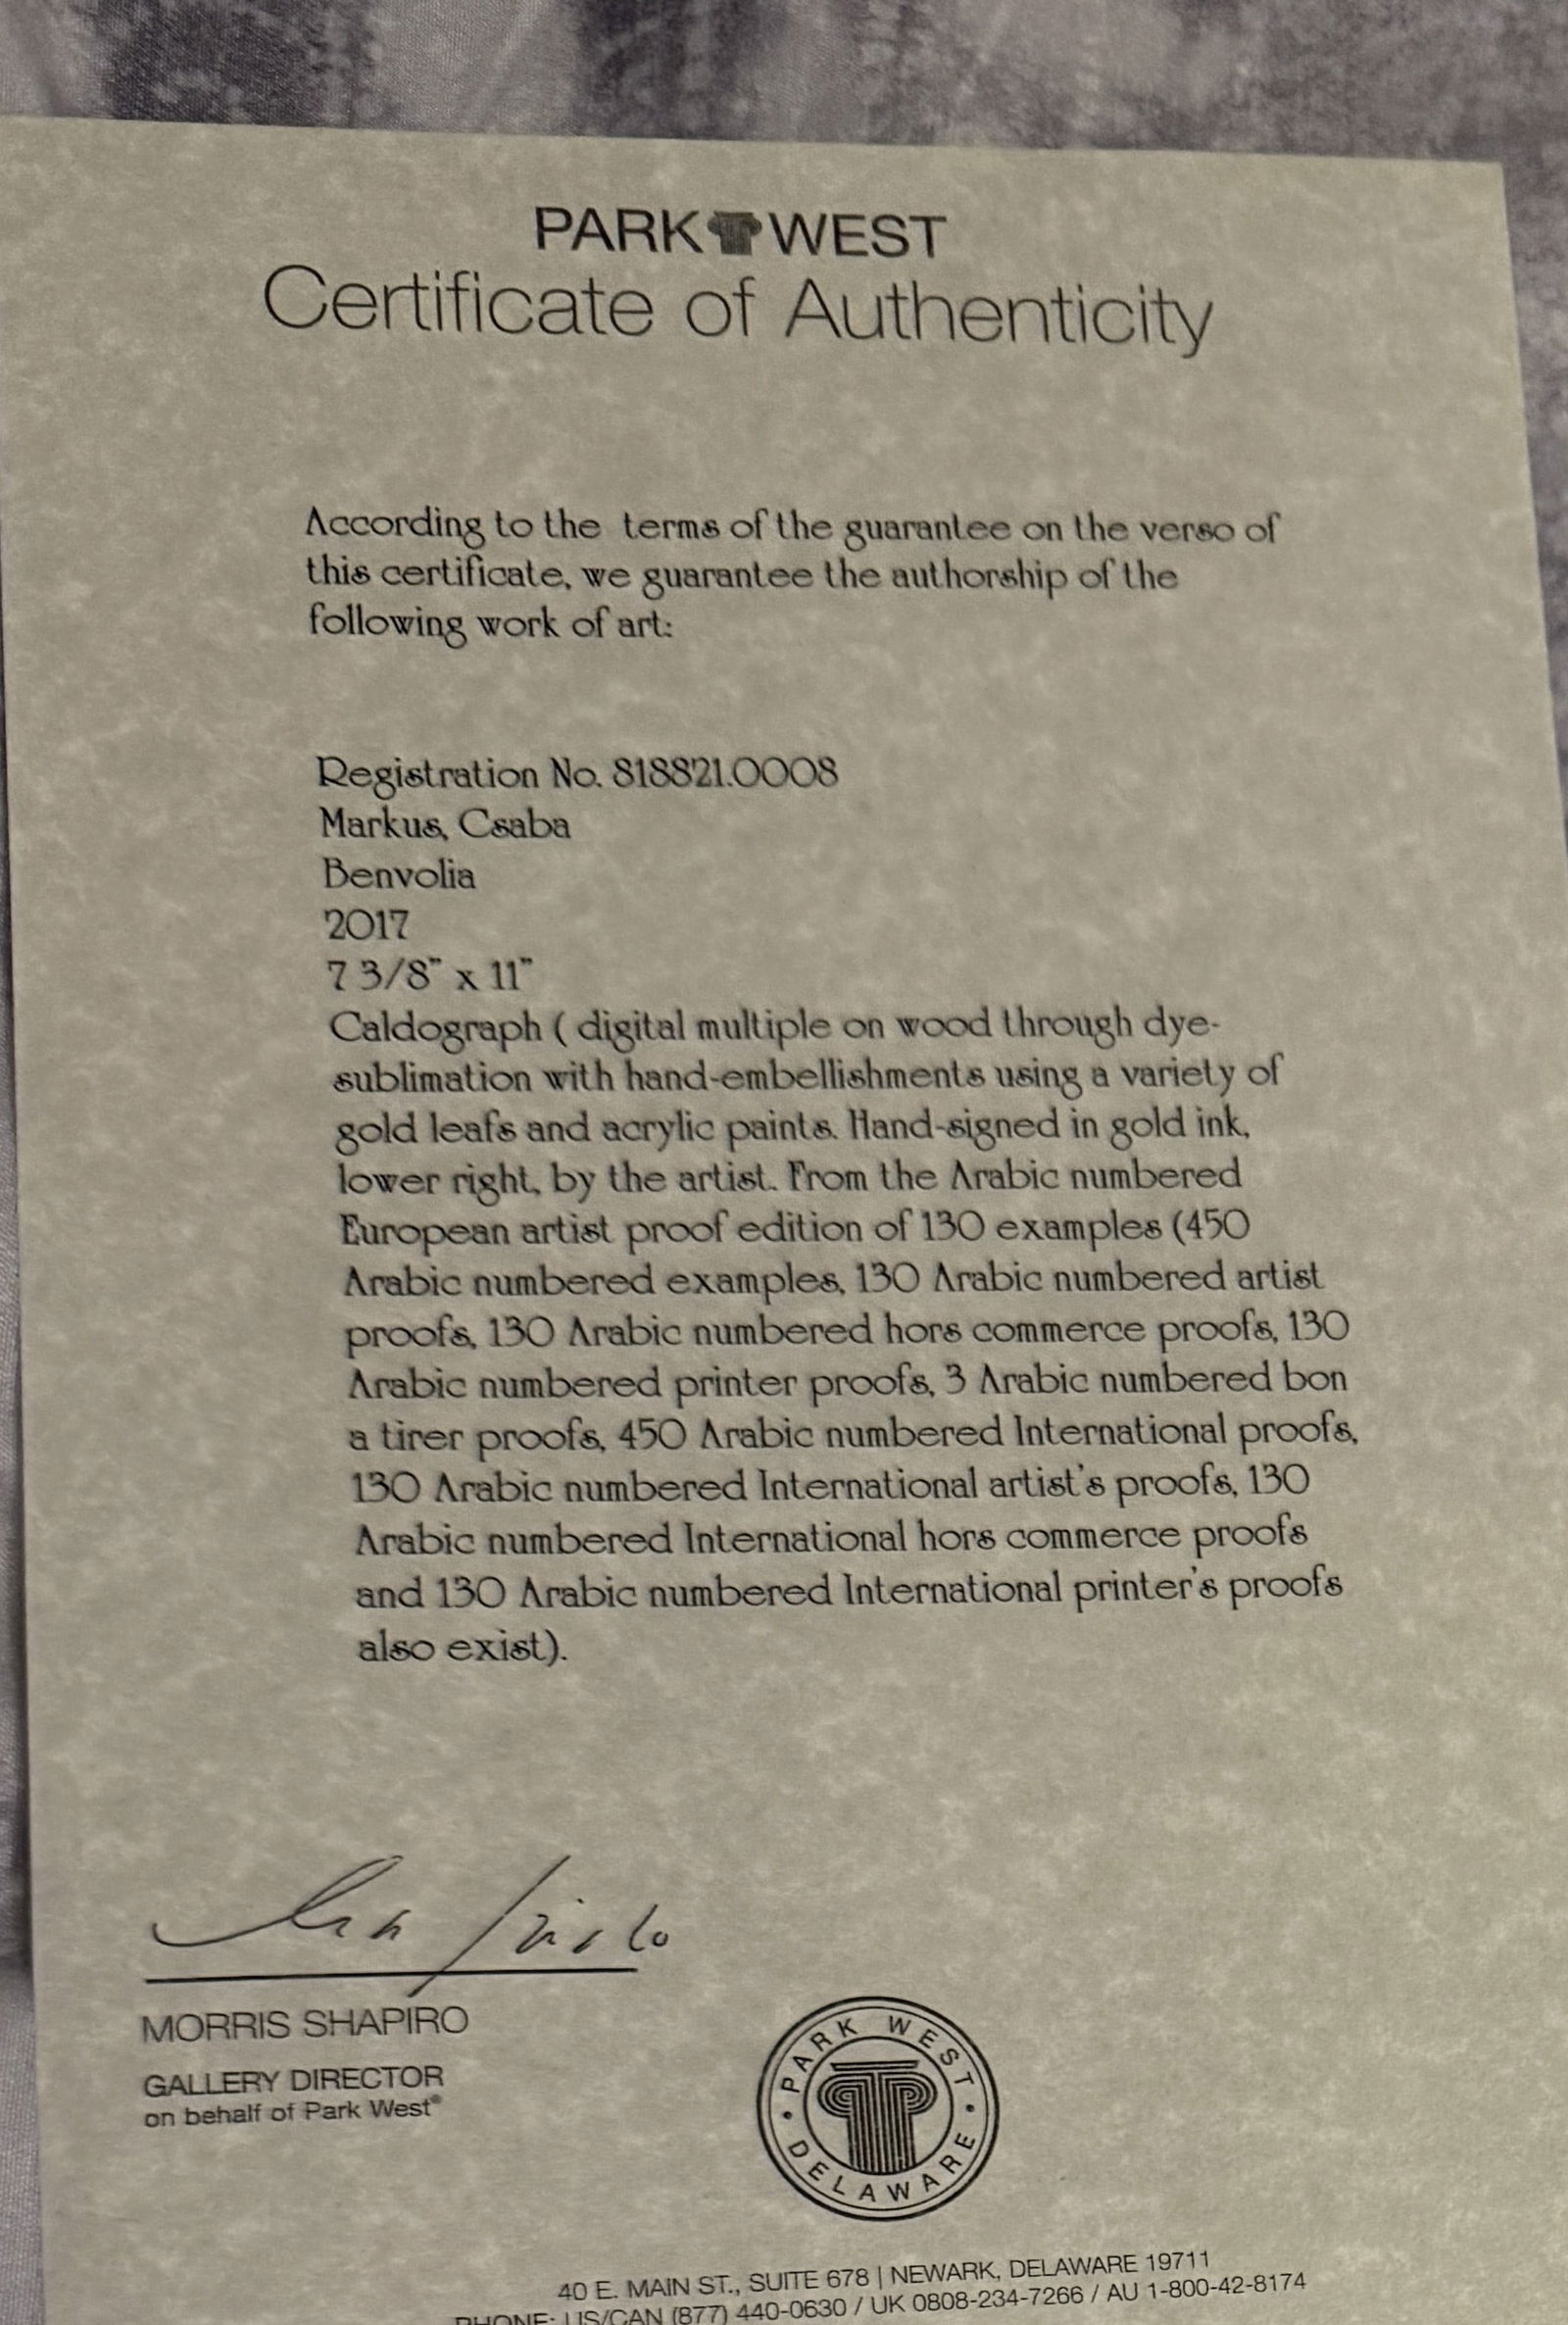 PARK WEST
Certificate of Authenticity
According to the terms of the guarantee on the verso of
this certificate, we guarantee the authorship of the
following work of art:
Registration No. 818821.0008
Markus, Csaba
Benvolia
2017
7 3/8" x 11"
Caldograph ( digital multiple on wood through dye-
sublimation with hand-embellishments using a variety of
gold leafs and acrylic paints. Hand-signed in gold ink,
lower right, by the artist. From the Arabic numbered
European artist proof edition of 130 examples (450
Arabic numbered examples, 130 Arabic numbered artist
proofs, 130 Arabic numbered hors commerce proofs, 130
Arabic numbered printer proofs, 3 Arabic numbered bon
a tirer proofs, 450 Arabic numbered International proofs,
130 Arabic numbered International artist's proofs, 130
Arabic numbered International hors commerce proofs
and 130 Arabic numbered International printer's proofs
also exist).
MORRIS SHAPIRO
GALLERY DIRECTOR
on behalf of Park West®
PARK WEST
DELAWARE
40 E. MAIN ST., SUITE 678 | NEWARK, DELAWARE 19711
PHONE: US/CAN (877) 440-0630 / UK 0808-234-7266 / AU 1-800-42-8174